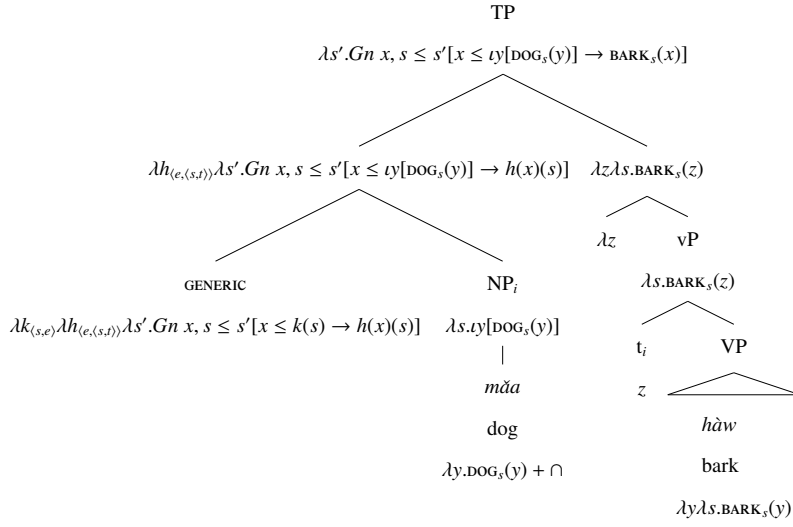 TP
λs′.Gn x, s ≤ s′[x ≤ ιy[DOGₛ(y)] → BARKₛ(x)]
λh⟨e,⟨s,t⟩⟩λs′.Gn x, s ≤ s′[x ≤ ιy[DOGₛ(y)] → h(x)(s)] λzλs.BARKₛ(z)
λz vP
GENERIC NPᵢ λs.BARKₛ(z)
λk⟨s,e⟩λh⟨e,⟨s,t⟩⟩λs′.Gn x, s ≤ s′[x ≤ k(s) → h(x)(s)] λs.ιy[DOGₛ(y)]
tᵢ VP
mǎa z
dog hàw
λy.DOGₛ(y) + ∩ bark
λyλs.BARKₛ(y)